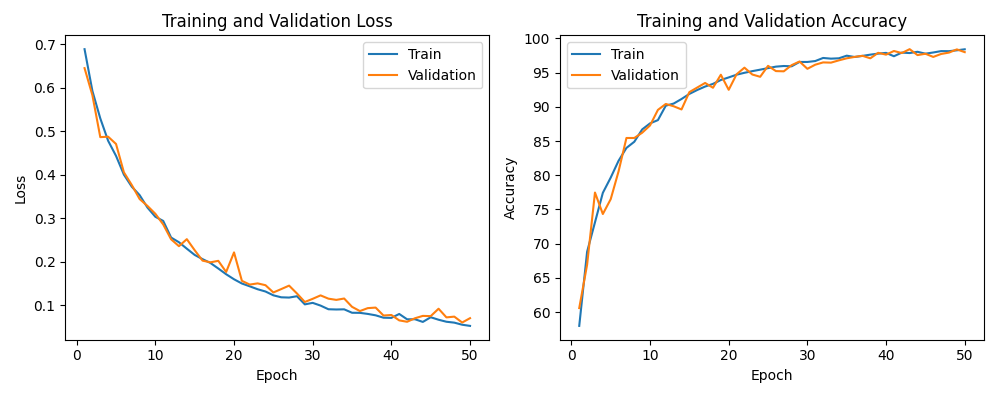 Training and Validation Loss
0.7
0.6
0.5
0.4
0.3
0.2
0.1
Loss
Train
Validation
0 10 20 30 40 50
Epoch
Training and Validation Accuracy
100
95
90
85
80
75
70
65
60
Accuracy
Train
Validation
0 10 20 30 40 50
Epoch